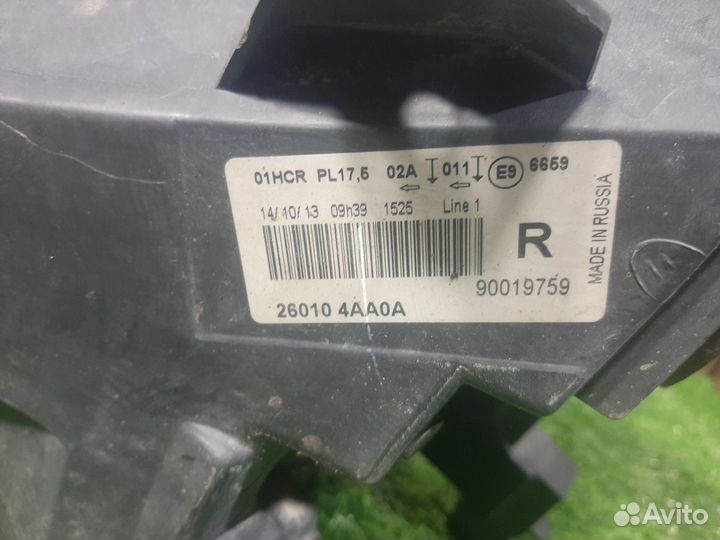 01HCR PL17,5 02A 011 E9 6659
14/10/13 09h39 1525 Line 1
R
MADE IN RUSSIA
90019759
26010 4AA0A
Avito